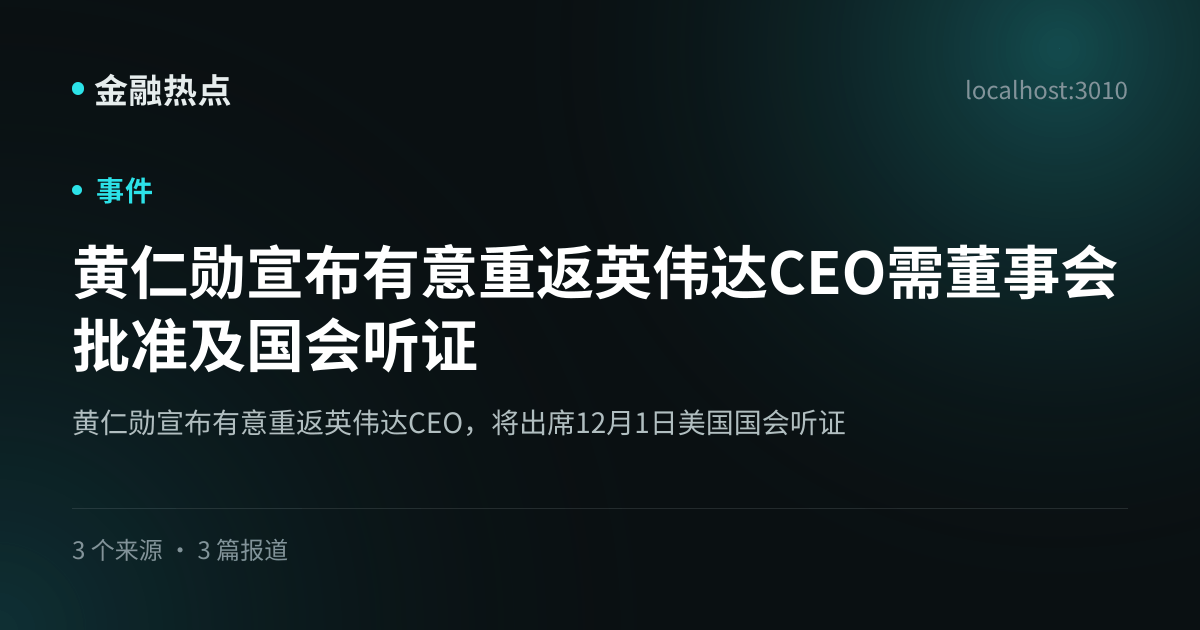 金融热点
localhost:3010
事件
黄仁勋宣布有意重返英伟达CEO需董事会
批准及国会听证
黄仁勋宣布有意重返英伟达CEO，将出席12月1日美国国会听证
3 个来源 · 3 篇报道